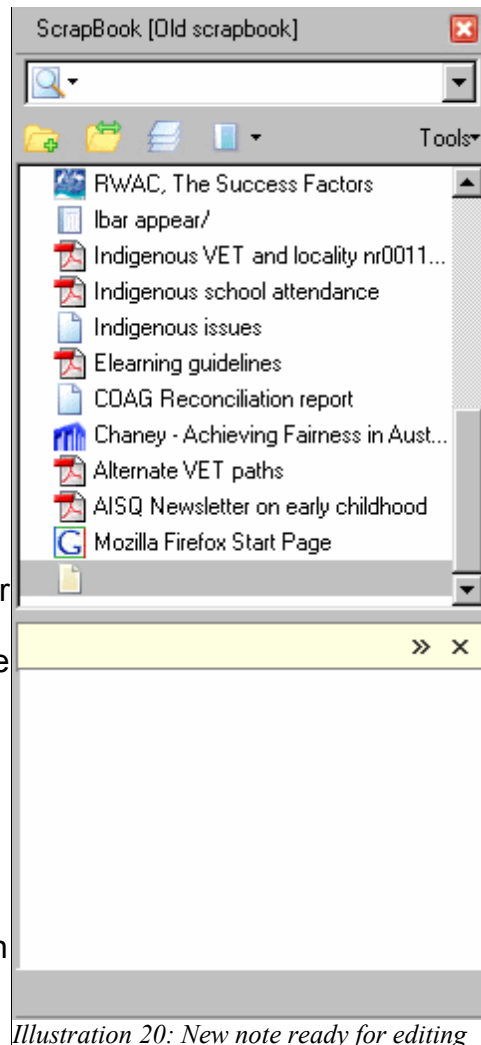 ScrapBook [Old scrapbook]
Tools
RWAC, The Success Factors
lbar appear/
Indigenous VET and locality nr0011...
Indigenous school attendance
Indigenous issues
Elearning guidelines
COAG Reconciliation report
Chaney - Achieving Fairness in Aust...
Alternate VET paths
AISQ Newsletter on early childhood
G Mozilla Firefox Start Page
r
e
n
Illustration 20: New note ready for editing